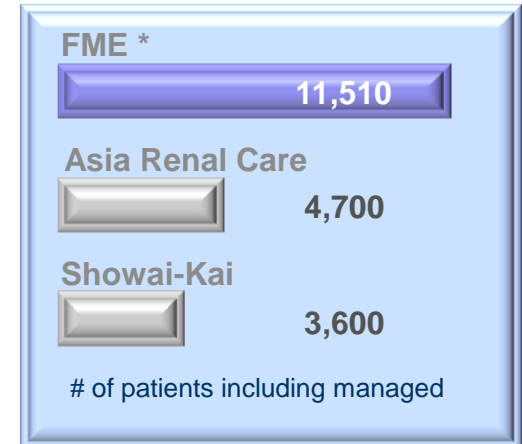 FME *
11,510
Asia Renal Care
4,700
Showai-Kai
3,600
# of patients including managed